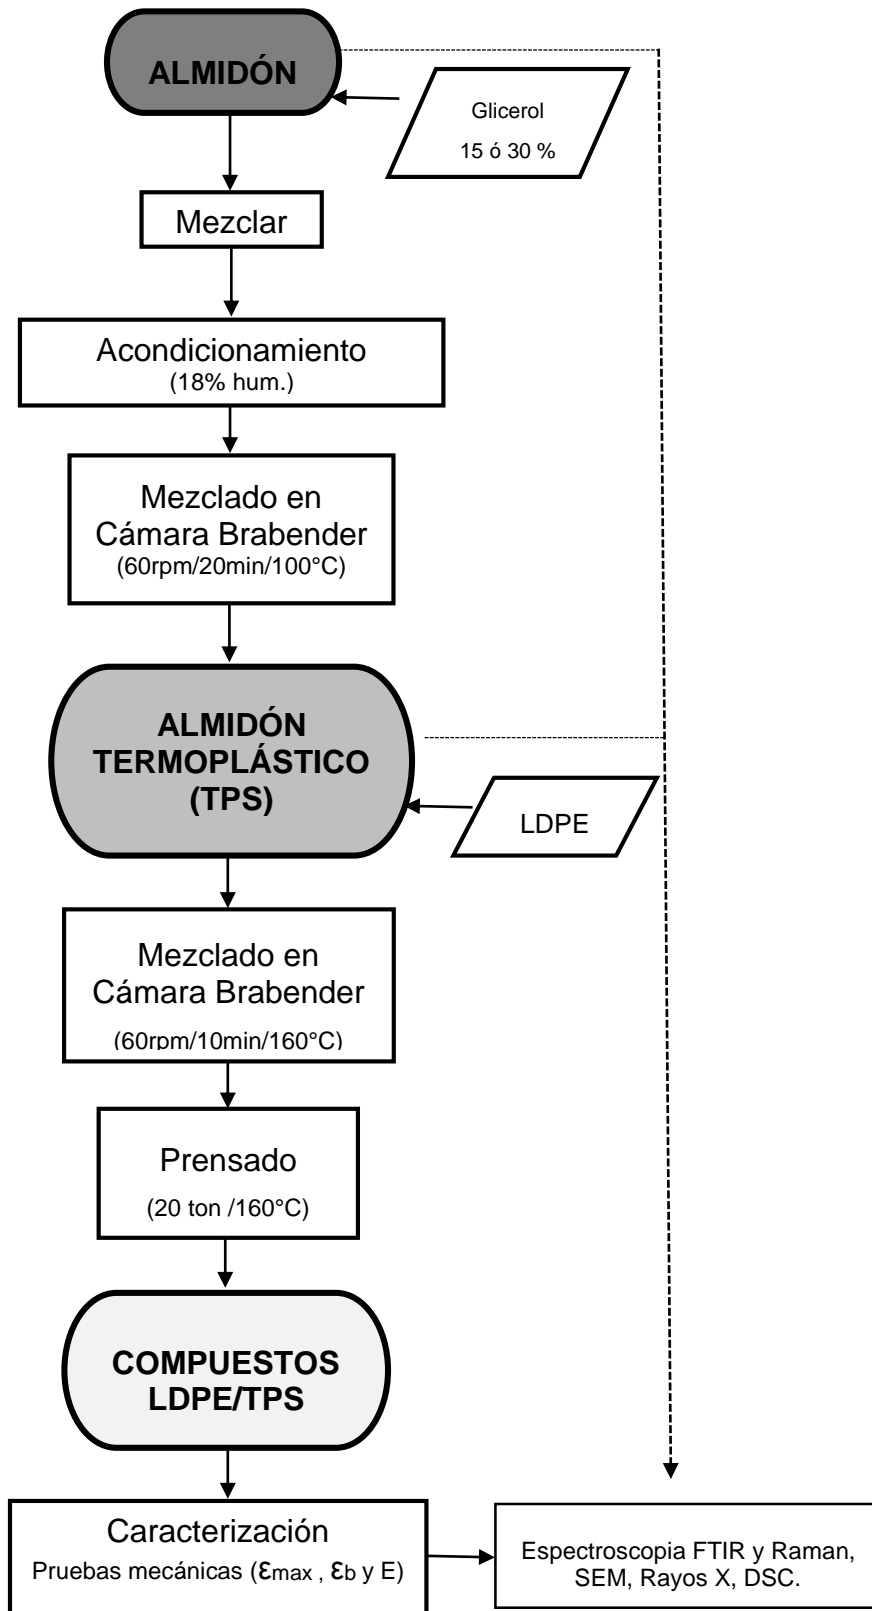 ALMIDÓN
Glicerol
15 ó 30 %
Mezclar
Acondicionamiento
(18% hum.)
Mezclado en
Cámara Brabender
(60rpm/20min/100°C)
ALMIDÓN
TERMOPLÁSTICO
(TPS)
LDPE
Mezclado en
Cámara Brabender
(60rpm/10min/160°C)
Prensado
(20 ton /160°C)
COMPUESTOS
LDPE/TPS
Caracterización
Pruebas mecánicas (Ɛmax , Ɛb y E)
Espectroscopia FTIR y Raman,
SEM, Rayos X, DSC.